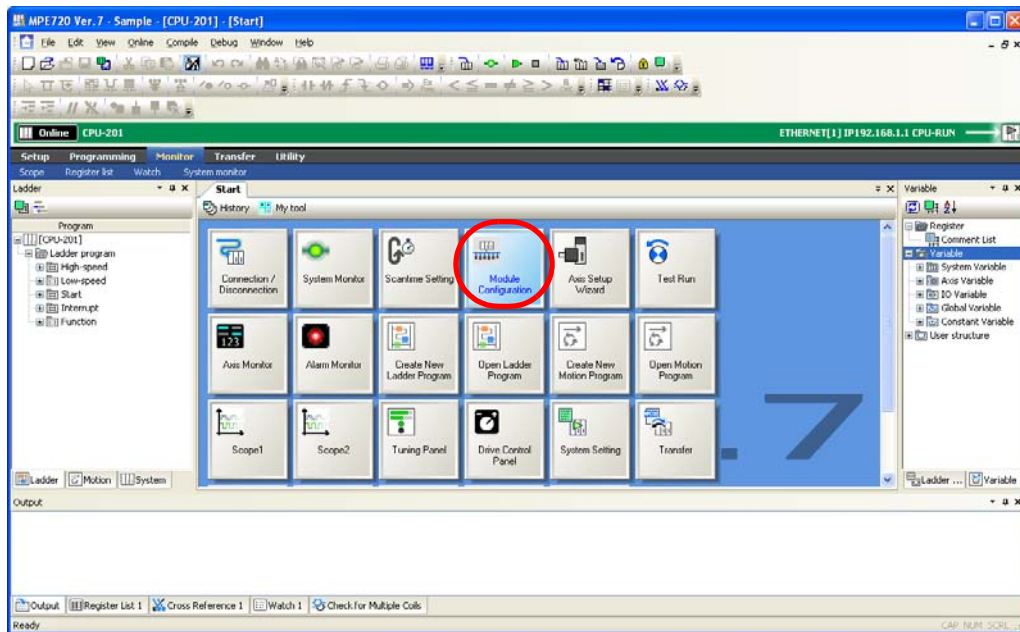 MPE720 Ver. 7 - Sample - [CPU-201] - [Start]
File Edit View Online Compile Debug Window Help
Online CPU-201 ETHERNET[1] IP192.168.1.1 CPU-RUN
Setup Programming Monitor Transfer Utility
Scope Register list Watch System monitor
Ladder
Program
[CPU-201]
Ladder program
High-speed
Low-speed
Start
Interrupt
Function
Ladder Motion System
Start
History My tool
Connection / Disconnection
System Monitor
Scantime Setting
Module Configuration
Axis Setup Wizard
Test Run
123
Axis Monitor
Alarm Monitor
Create New Ladder Program
Open Ladder Program
Create New Motion Program
Open Motion Program
Scope1
Scope2
Tuning Panel
Drive Control Panel
System Setting
Transfer
.7
Variable
Register
Comment List
Variable
System Variable
Axis Variable
IO Variable
Global Variable
Constant Variable
User structure
Ladder ... Variable
Output
Output Register List 1 Cross Reference 1 Watch 1 Check for Multiple Coils
Ready CAP NUM SCRL